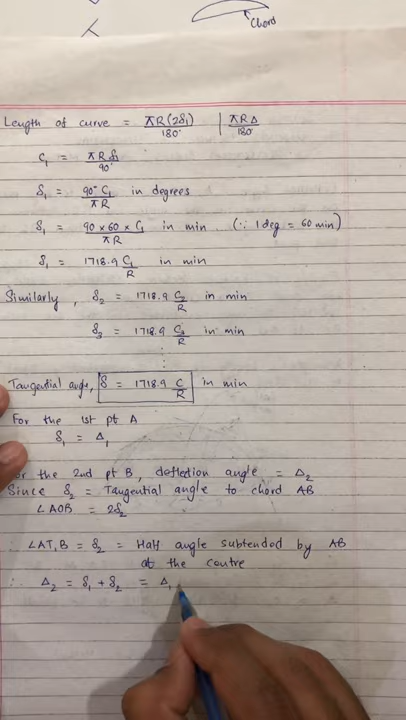 Chord
Length of curve = πR(2δ₁)/180° | πRΔ/180°
C₁ = πRδ₁/90°
δ₁ = 90° C₁/πR in degrees
δ₁ = 90 × 60 × C₁/πR in min (∵ 1 deg = 60 min)
δ₁ = 1718.9 C₁/R in min
Similarly, δ₂ = 1718.9 C₂/R in min
δ₃ = 1718.9 C₃/R in min
⋮
Tangential angle, δ = 1718.9 C/R in min
For the 1st pt A
δ₁ = Δ₁
or the 2nd pt B, deflection angle = Δ₂
Since δ₂ = Tangential angle to chord AB
∠AOB = 2δ₂
∴ ∠AT₁B = δ₂ = Half angle subtended by AB
at the centre
∴ Δ₂ = δ₁ + δ₂ = Δ₁